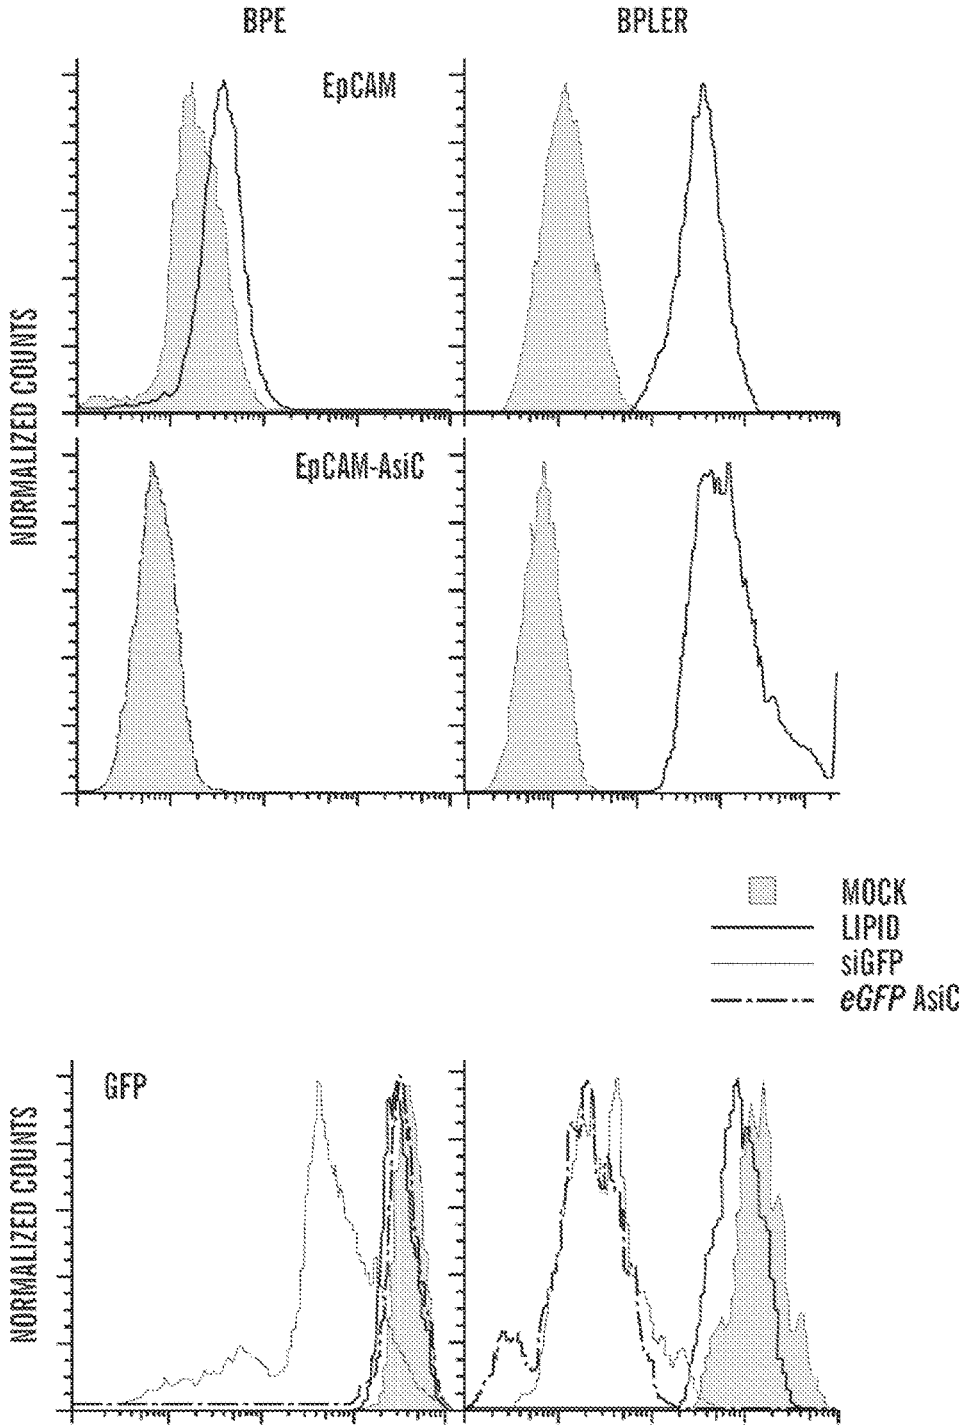 BPE
BPLER
EpCAM
NORMALIZED COUNTS
EpCAM-AsiC
MOCK
LIPID
siGFP
eGFP AsiC
GFP
NORMALIZED COUNTS